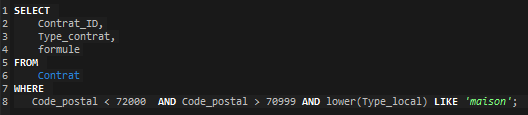 1 SELECT
2 Contrat_ID,
3 Type_contrat,
4 formule
5 FROM
6 Contrat
7 WHERE
8 Code_postal < 72000 AND Code_postal > 70999 AND lower(Type_local) LIKE 'maison';